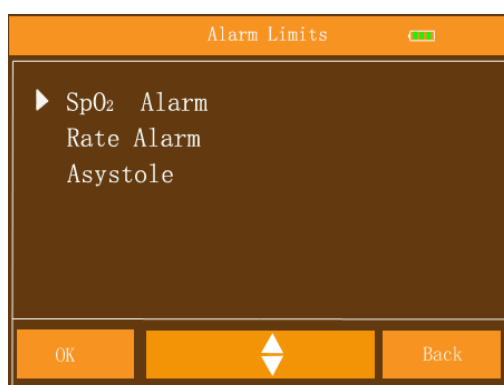 Alarm Limits
SpO₂ Alarm
Rate Alarm
Asystole
OK
Back